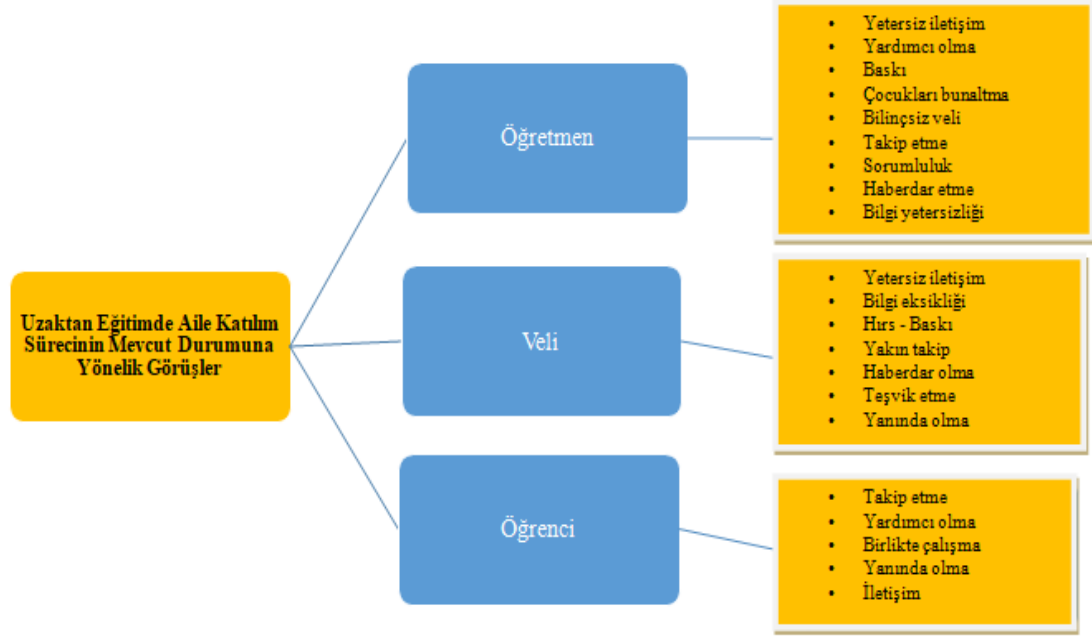 Uzaktan Eğitimde Aile Katılım
Sürecinin Mevcut Durumuna
Yönelik Görüşler
Öğretmen
• Yetersiz iletişim
• Yardımcı olma
• Baskı
• Çocukları bunaltma
• Bilinçsiz veli
• Takip etme
• Sorumluluk
• Haberdar etme
• Bilgi yetersizliği
Veli
• Yetersiz iletişim
• Bilgi eksikliği
• Hırs - Baskı
• Yakın takip
• Haberdar olma
• Teşvik etme
• Yanında olma
Öğrenci
• Takip etme
• Yardımcı olma
• Birlikte çalışma
• Yanında olma
• İletişim